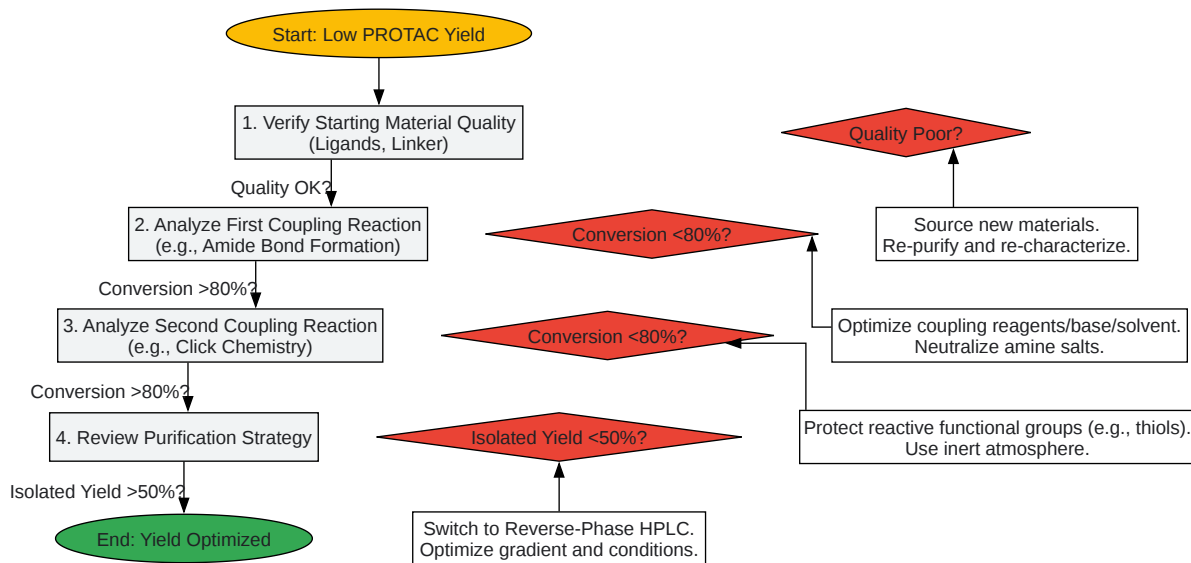 Start: Low PROTAC Yield
1. Verify Starting Material Quality
(Ligands, Linker)
Quality Poor?
Quality OK?
2. Analyze First Coupling Reaction
(e.g., Amide Bond Formation)
Conversion <80%?
Source new materials.
Re-purify and re-characterize.
Conversion >80%?
3. Analyze Second Coupling Reaction
(e.g., Click Chemistry)
Conversion <80%?
Optimize coupling reagents/base/solvent.
Neutralize amine salts.
Conversion >80%?
4. Review Purification Strategy
Isolated Yield <50%?
Protect reactive functional groups (e.g., thiols).
Use inert atmosphere.
Isolated Yield >50%?
End: Yield Optimized
Switch to Reverse-Phase HPLC.
Optimize gradient and conditions.